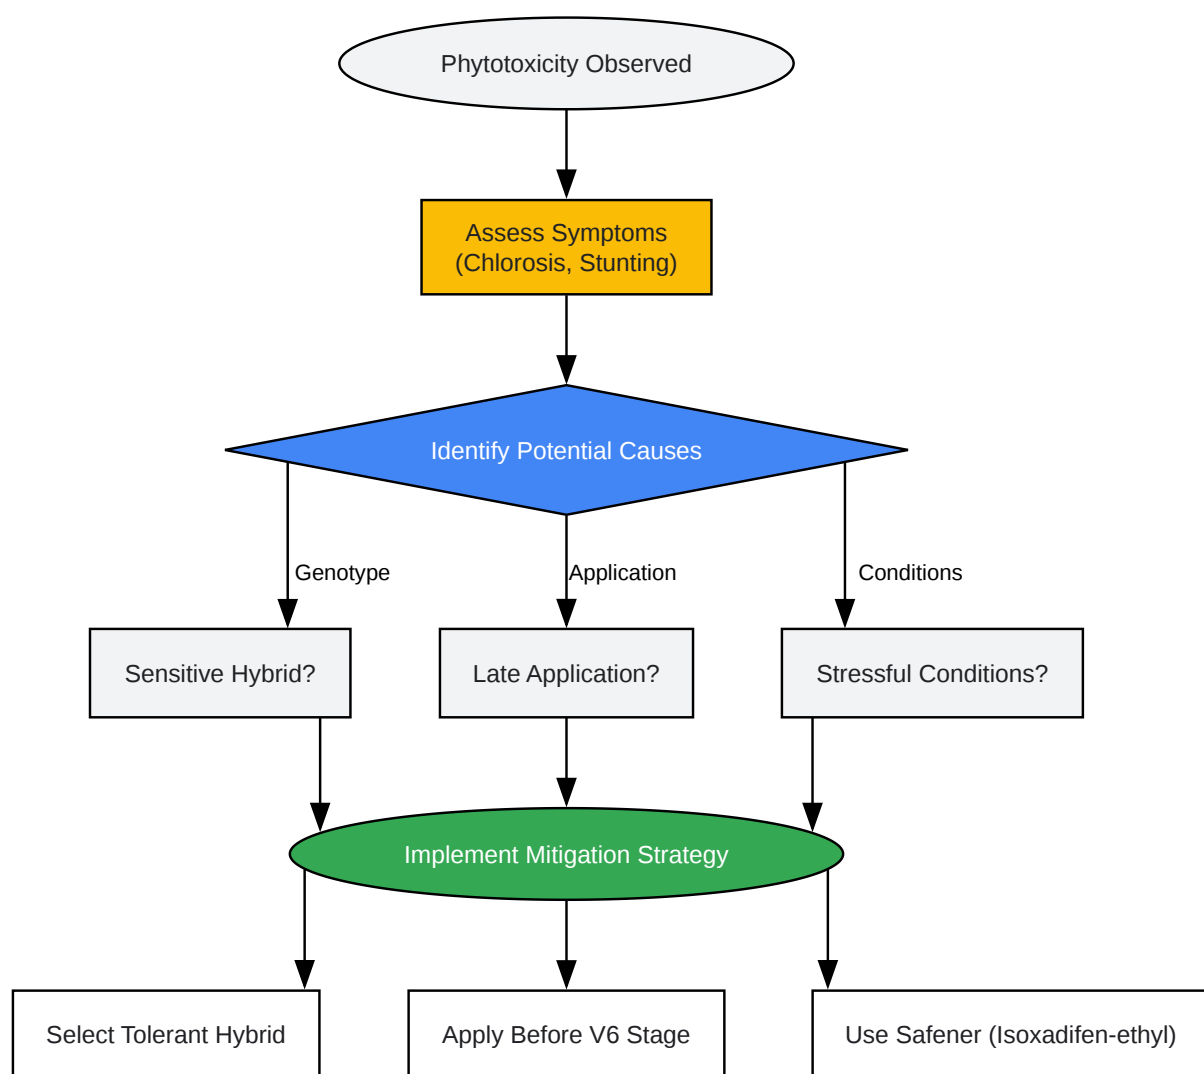 Phytotoxicity Observed
Assess Symptoms
(Chlorosis, Stunting)
Identify Potential Causes
Genotype
Application
Conditions
Sensitive Hybrid?
Late Application?
Stressful Conditions?
Implement Mitigation Strategy
Select Tolerant Hybrid
Apply Before V6 Stage
Use Safener (Isoxadifen-ethyl)